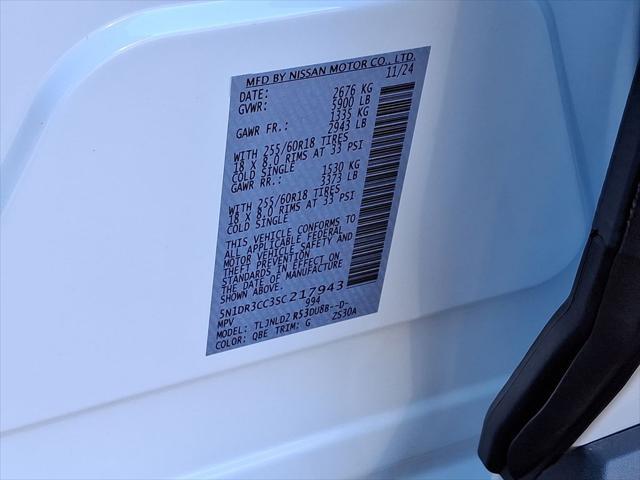 MFD BY NISSAN MOTOR CO., LTD.
DATE: 11/24
GVWR: 2676 KG
5900 LB
GAWR FR.: 1335 KG
2943 LB
WITH 255/60R18 TIRES
18 X 8.0 RIMS AT 33 PSI
COLD SINGLE
GAWR RR.: 1530 KG
3373 LB
WITH 255/60R18 TIRES
18 X 8.0 RIMS AT 33 PSI
COLD SINGLE
THIS VEHICLE CONFORMS TO
ALL APPLICABLE FEDERAL
MOTOR VEHICLE SAFETY AND
THEFT PREVENTION
STANDARDS IN EFFECT ON
THE DATE OF MANUFACTURE
SHOWN ABOVE.
5N1DR3CC3SC217943
MPV 994
MODEL: TLJNLD2 R53DU8B--D-
COLOR: QBE TRIM: G ZS30A